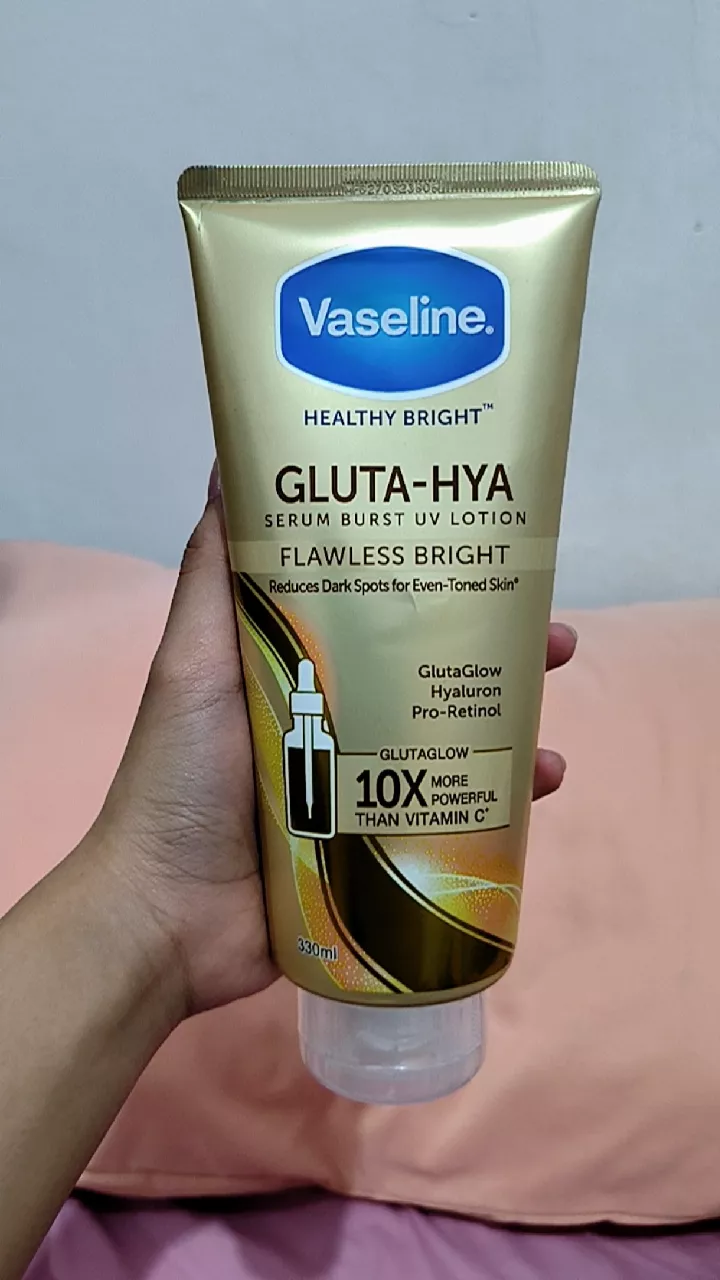 Vaseline.
HEALTHY BRIGHT™
GLUTA-HYA
SERUM BURST UV LOTION
FLAWLESS BRIGHT
Reduces Dark Spots for Even-Toned Skin*
GlutaGlow
Hyaluron
Pro-Retinol
GLUTAGLOW
10X MORE
POWERFUL
THAN VITAMIN C*
330ml